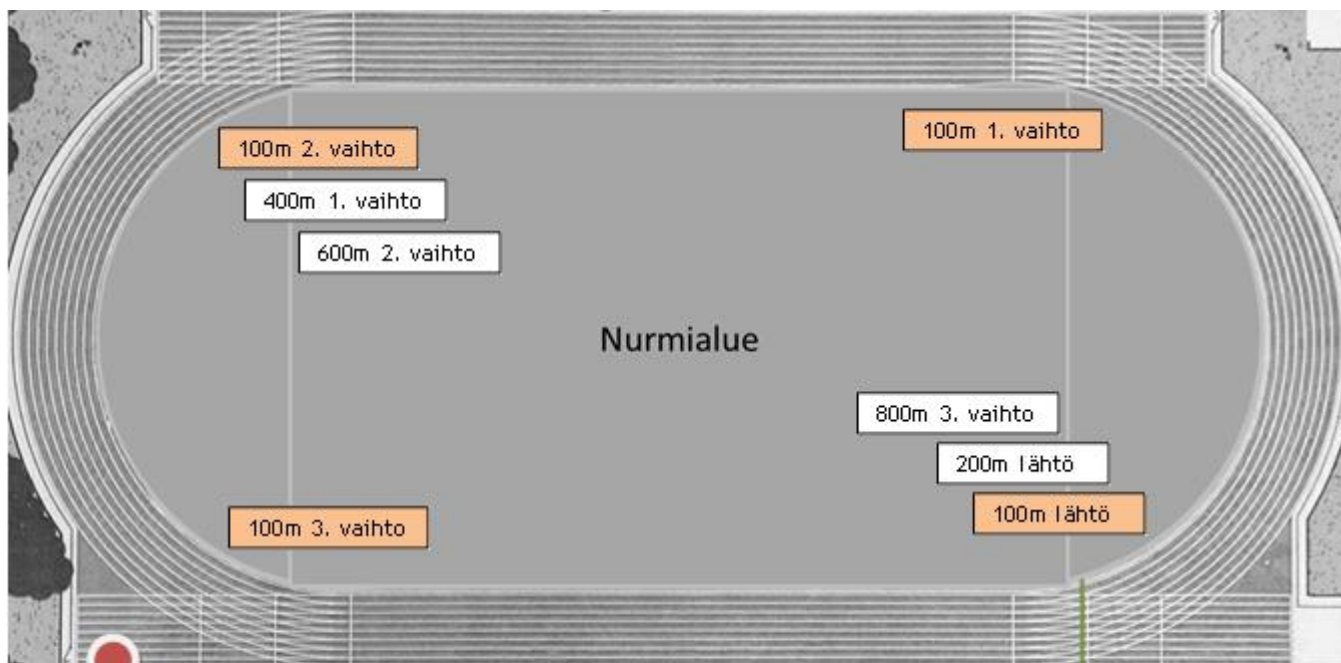 100m 2. vaihto
100m 1. vaihto
400m 1. vaihto
600m 2. vaihto
Nurmialue
800m 3. vaihto
200m lähtö
100m lähtö
100m 3. vaihto